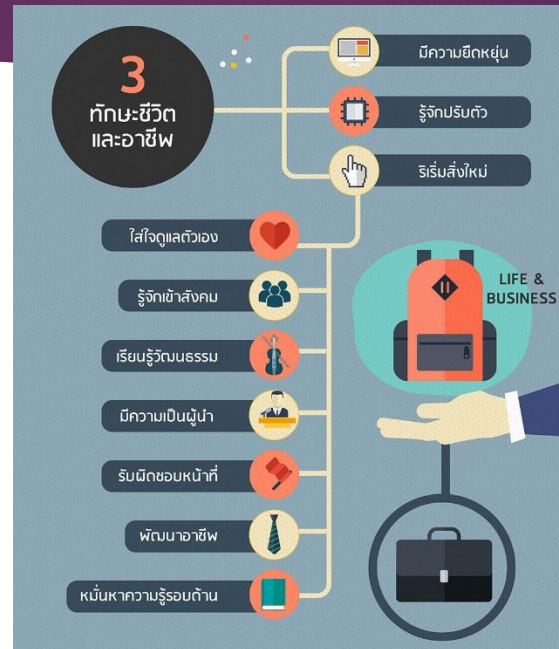 3
ทักษะชีวิต
และอาชีพ
มีความยืดหยุ่น
รู้จักปรับตัว
ริเริ่มสิ่งใหม่
ใส่ใจดูแลตัวเอง
รู้จักเข้าสังคม
เรียนรู้วัฒนธรรม
มีความเป็นผู้นำ
รับผิดชอบหน้าที่
พัฒนาอาชีพ
หมั่นหาความรู้รอบด้าน
LIFE &
BUSINESS